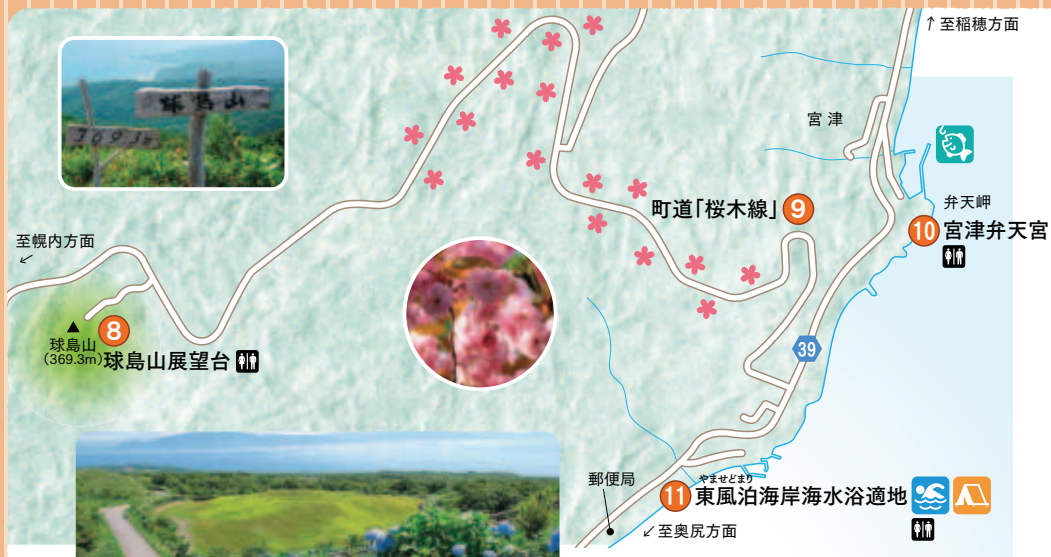 ↑至稲穂方面
球島山
369.3m
宮津
弁天岬
町道「桜木線」9
10 宮津弁天宮
至幌内方面
↙
▲
8
球島山
(369.3m)
球島山展望台
39
郵便局
やませどまり
11 東風泊海岸海水浴適地
↙至奥尻方面